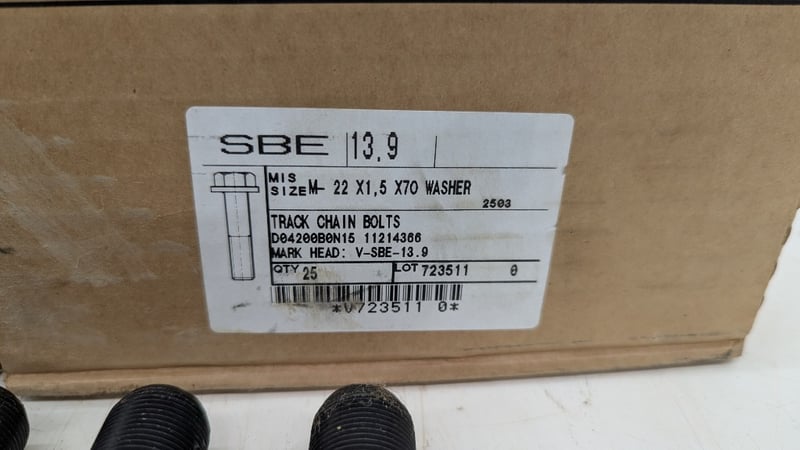 SBE 13.9
MIS
SIZE M- 22 X1,5 X70 WASHER
2503
TRACK CHAIN BOLTS
D04200B0N15 11214366
MARK HEAD: V-SBE-13.9
QTY 25 LOT 723511 0
*V723511 0*